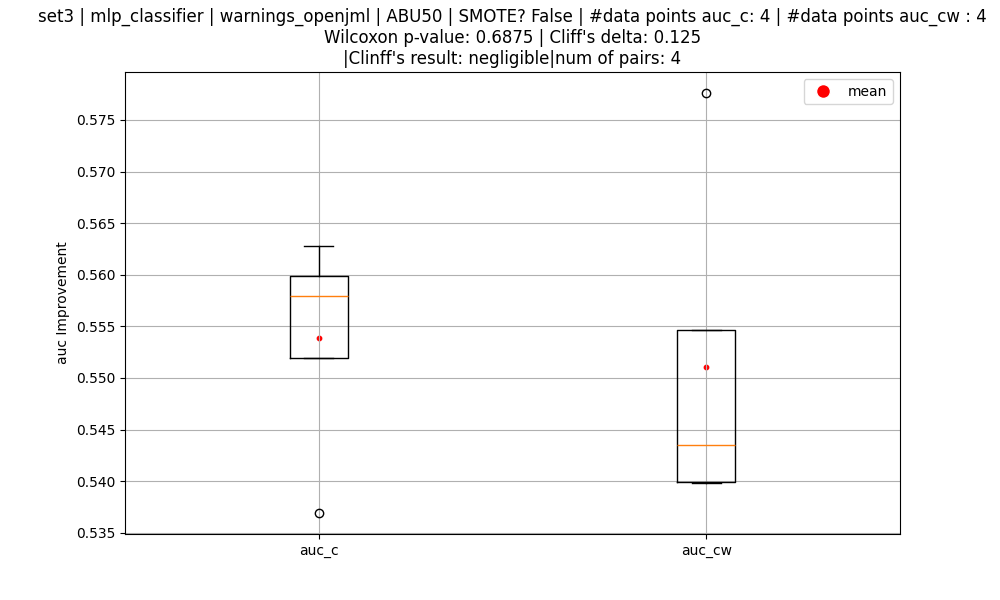 set3 | mlp_classifier | warnings_openjml | ABU50 | SMOTE? False | #data points auc_c: 4 | #data points auc_cw : 4
Wilcoxon p-value: 0.6875 | Cliff's delta: 0.125
|Clinff's result: negligible|num of pairs: 4
mean
0.575
0.570
0.565
0.560
0.555
0.550
0.545
0.540
0.535
auc Improvement
auc_c
auc_cw